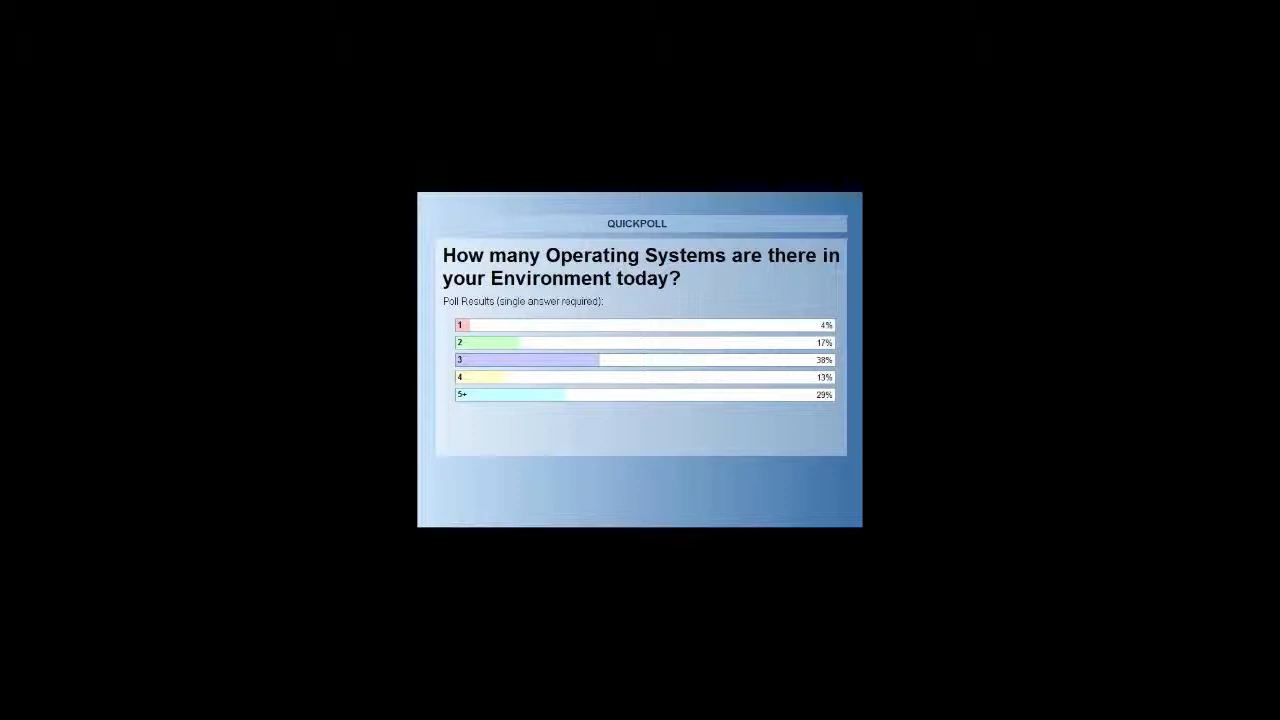 QUICKPOLL
How many Operating Systems are there in
your Environment today?
Poll Results (single answer required):
1 4%
2 17%
3 38%
4 13%
5+ 29%